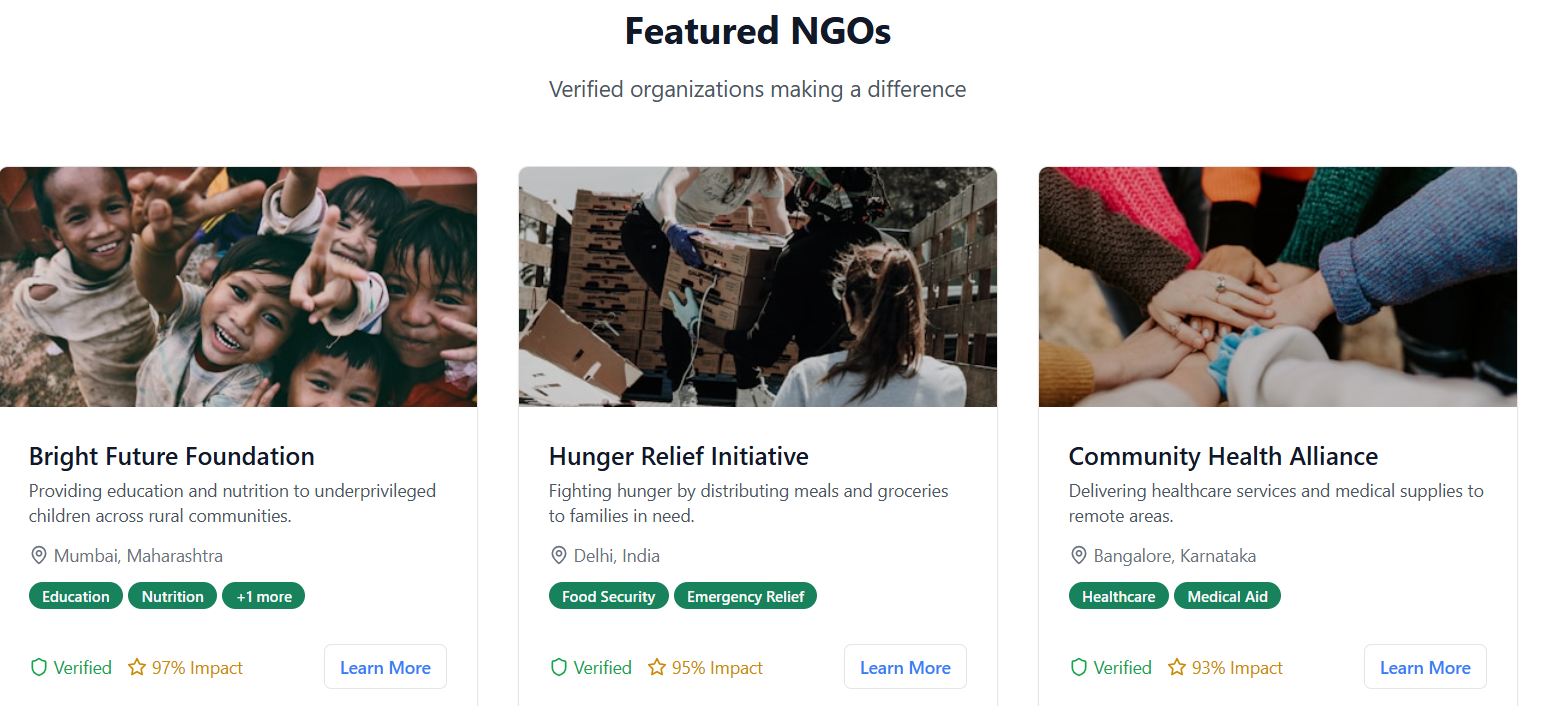 Featured NGOs
Verified organizations making a difference
Bright Future Foundation
Providing education and nutrition to underprivileged
children across rural communities.
Mumbai, Maharashtra
Education Nutrition +1 more
Verified 97% Impact Learn More
Hunger Relief Initiative
Fighting hunger by distributing meals and groceries
to families in need.
Delhi, India
Food Security Emergency Relief
Verified 95% Impact Learn More
Community Health Alliance
Delivering healthcare services and medical supplies to
remote areas.
Bangalore, Karnataka
Healthcare Medical Aid
Verified 93% Impact Learn More